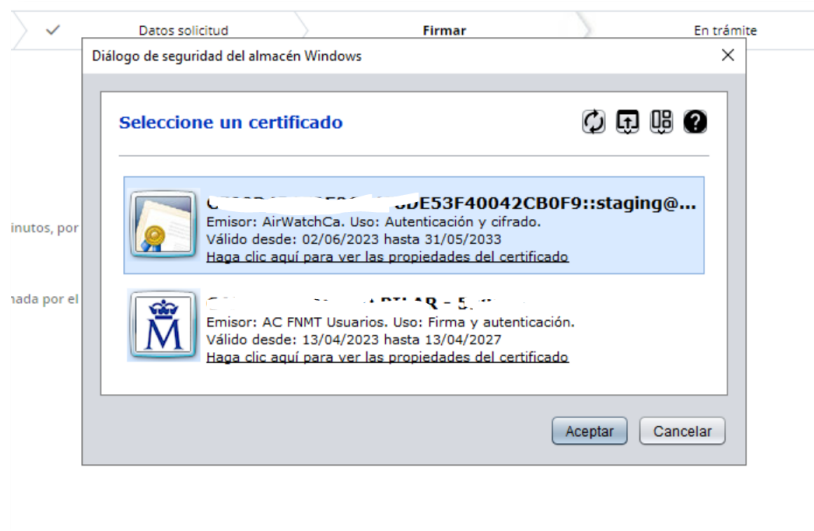 Datos solicitud
Firmar
En trámite
Diálogo de seguridad del almacén Windows
Seleccione un certificado
DE53F40042CB0F9::staging@...
Emisor: AirWatchCa. Uso: Autenticación y cifrado.
Válido desde: 02/06/2023 hasta 31/05/2033
Haga clic aquí para ver las propiedades del certificado
inutos, por
nada por el
Emisor: AC FNMT Usuarios. Uso: Firma y autenticación.
Válido desde: 13/04/2023 hasta 13/04/2027
Haga clic aquí para ver las propiedades del certificado
Aceptar
Cancelar